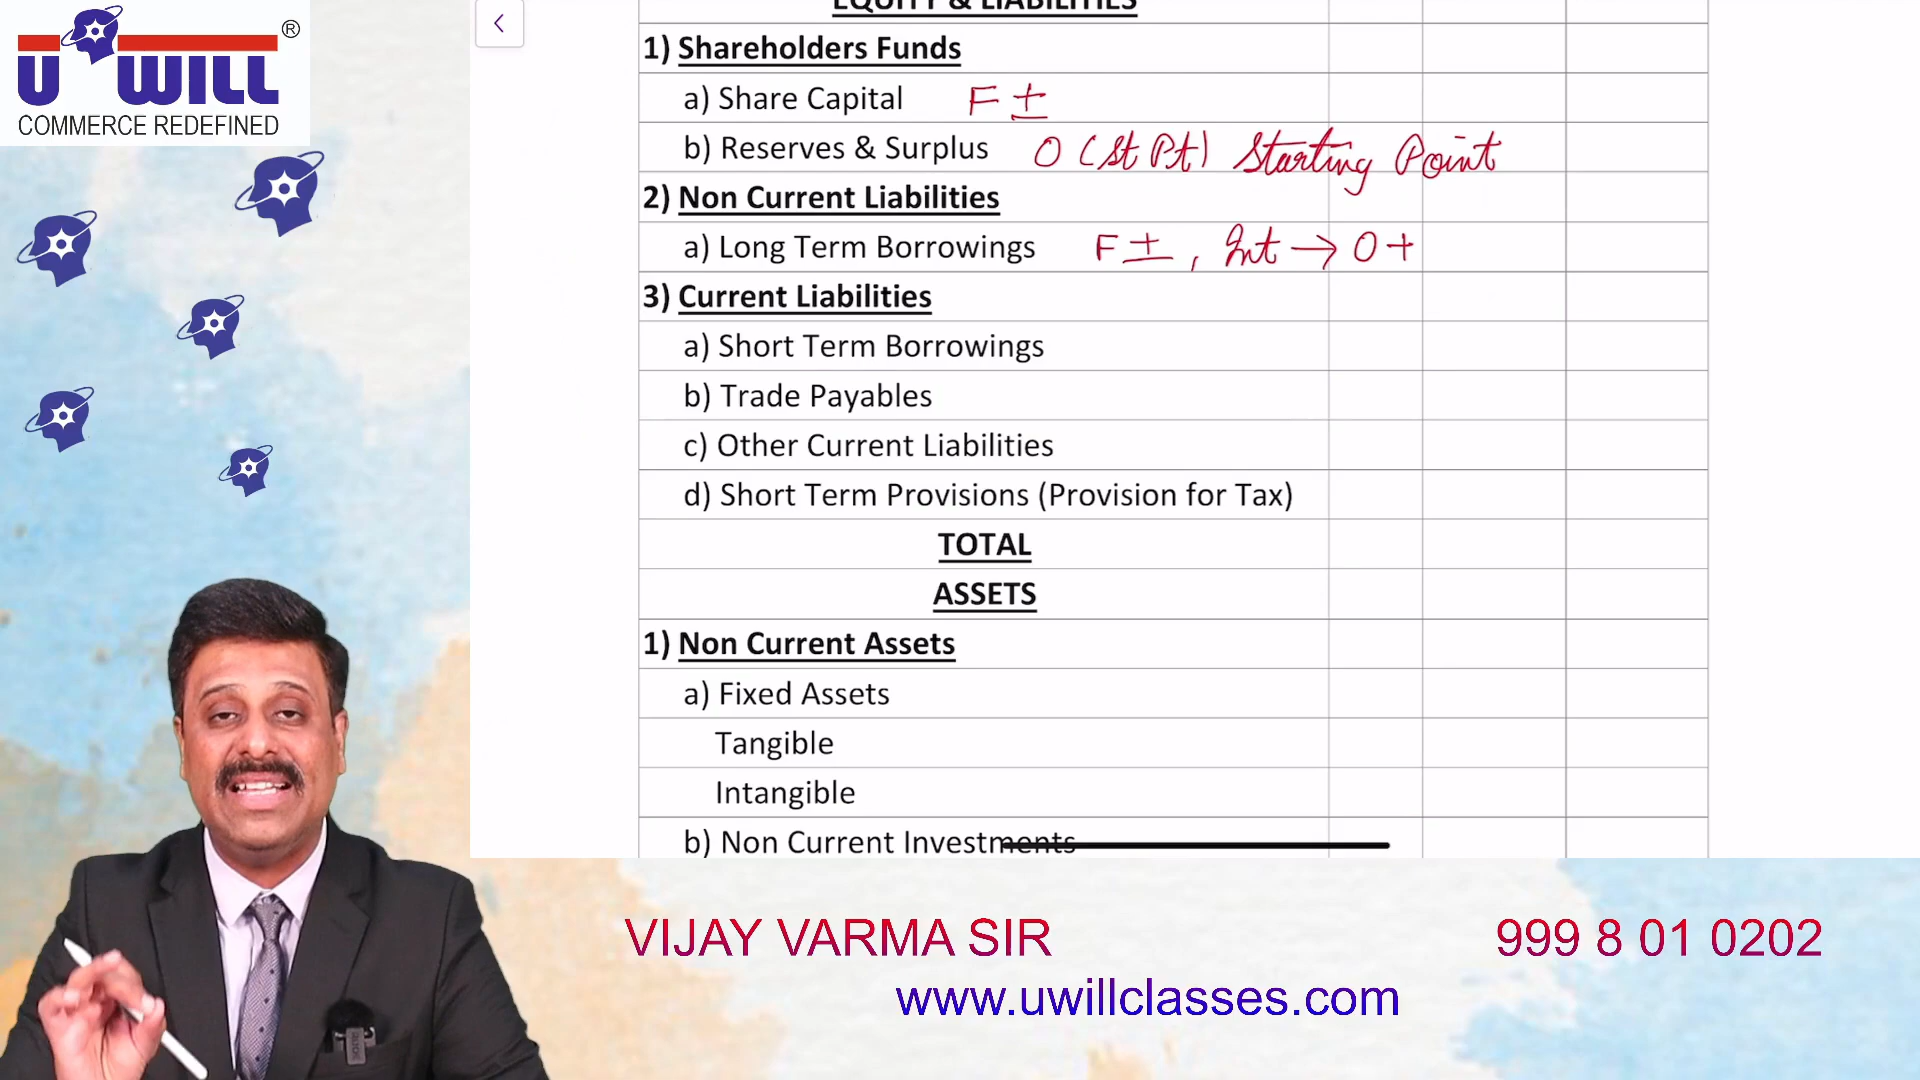 U WILL ®
COMMERCE REDEFINED
EQUITY & LIABILITIES
1) Shareholders Funds
a) Share Capital F ±
b) Reserves & Surplus O (St Pt) Starting Point
2) Non Current Liabilities
a) Long Term Borrowings F ± , Int → O +
3) Current Liabilities
a) Short Term Borrowings
b) Trade Payables
c) Other Current Liabilities
d) Short Term Provisions (Provision for Tax)
TOTAL
ASSETS
1) Non Current Assets
a) Fixed Assets
Tangible
Intangible
b) Non Current Investments
VIJAY VARMA SIR 999 8 01 0202
www.uwillclasses.com